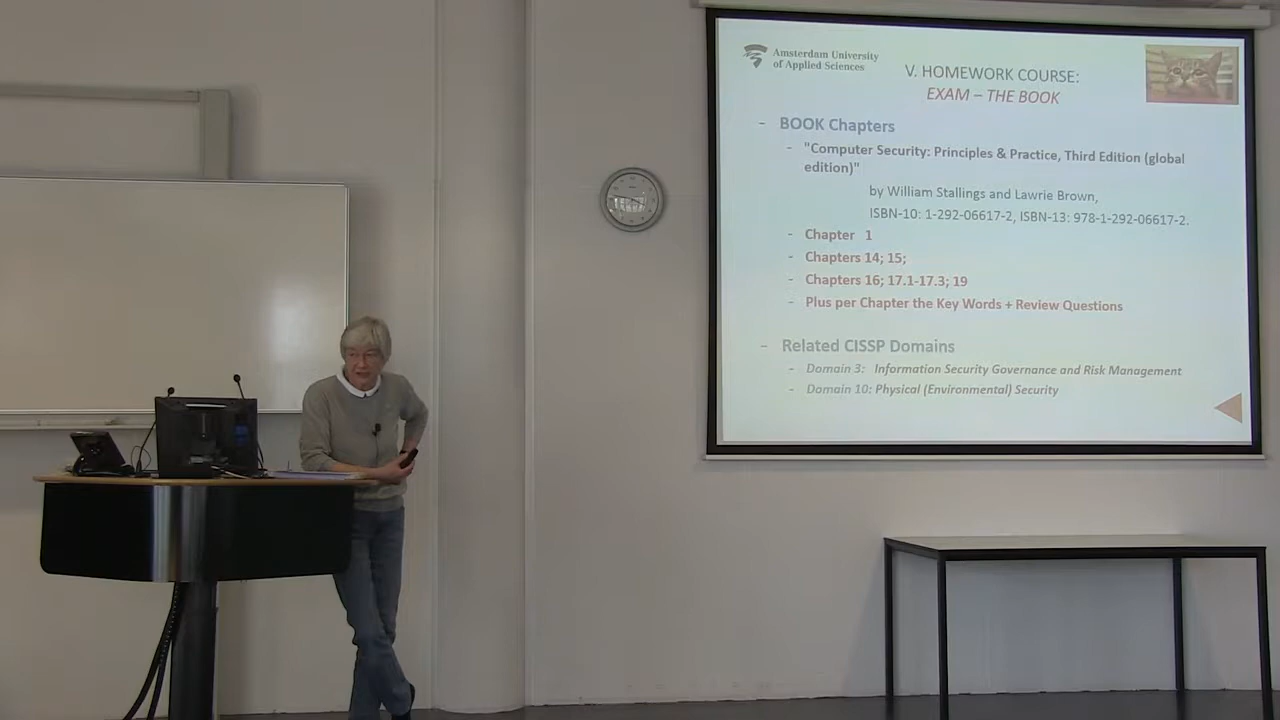 Amsterdam University
of Applied Sciences
V. HOMEWORK COURSE:
EXAM – THE BOOK
- BOOK Chapters
- "Computer Security: Principles & Practice, Third Edition (global
edition)"
by William Stallings and Lawrie Brown,
ISBN-10: 1-292-06617-2, ISBN-13: 978-1-292-06617-2.
- Chapter 1
- Chapters 14; 15;
- Chapters 16; 17.1-17.3; 19
- Plus per Chapter the Key Words + Review Questions
- Related CISSP Domains
- Domain 3: Information Security Governance and Risk Management
- Domain 10: Physical (Environmental) Security